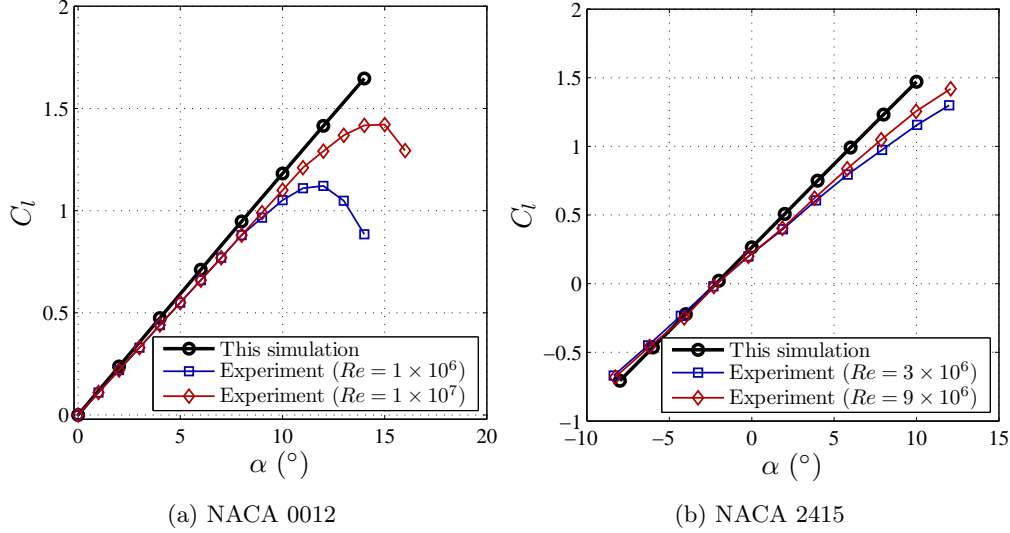 2
1.5
1
0.5
0
0
5
10
15
20
C_l
α (°)
This simulation
Experiment (Re = 1 × 10^6)
Experiment (Re = 1 × 10^7)
(a) NACA 0012
2
1.5
1
0.5
0
−0.5
−1
−10
−5
0
5
10
15
C_l
α (°)
This simulation
Experiment (Re = 3 × 10^6)
Experiment (Re = 9 × 10^6)
(b) NACA 2415